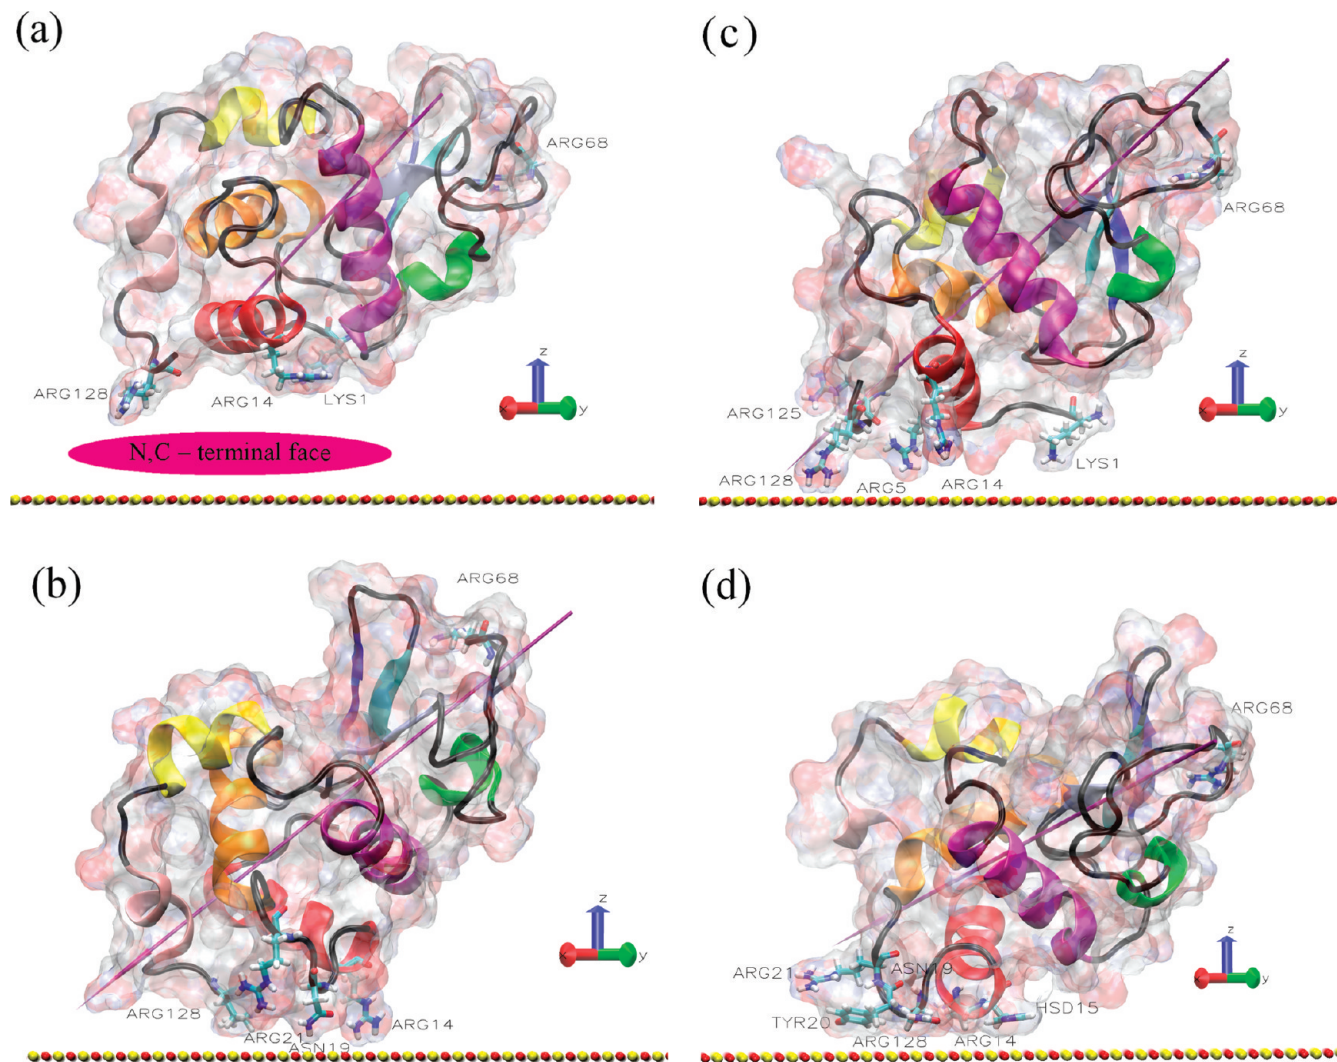 (a)
ARG68
ARG128
ARG14
LYS1
z
x
y
N,C – terminal face
(c)
ARG68
ARG125
ARG128
ARG5
ARG14
LYS1
z
x
y
(b)
ARG68
ARG128
ARG21
ASN19
ARG14
z
x
y
(d)
ARG68
ARG21
ASN19
TYR20
ARG128
ARG14
HSD15
z
x
y